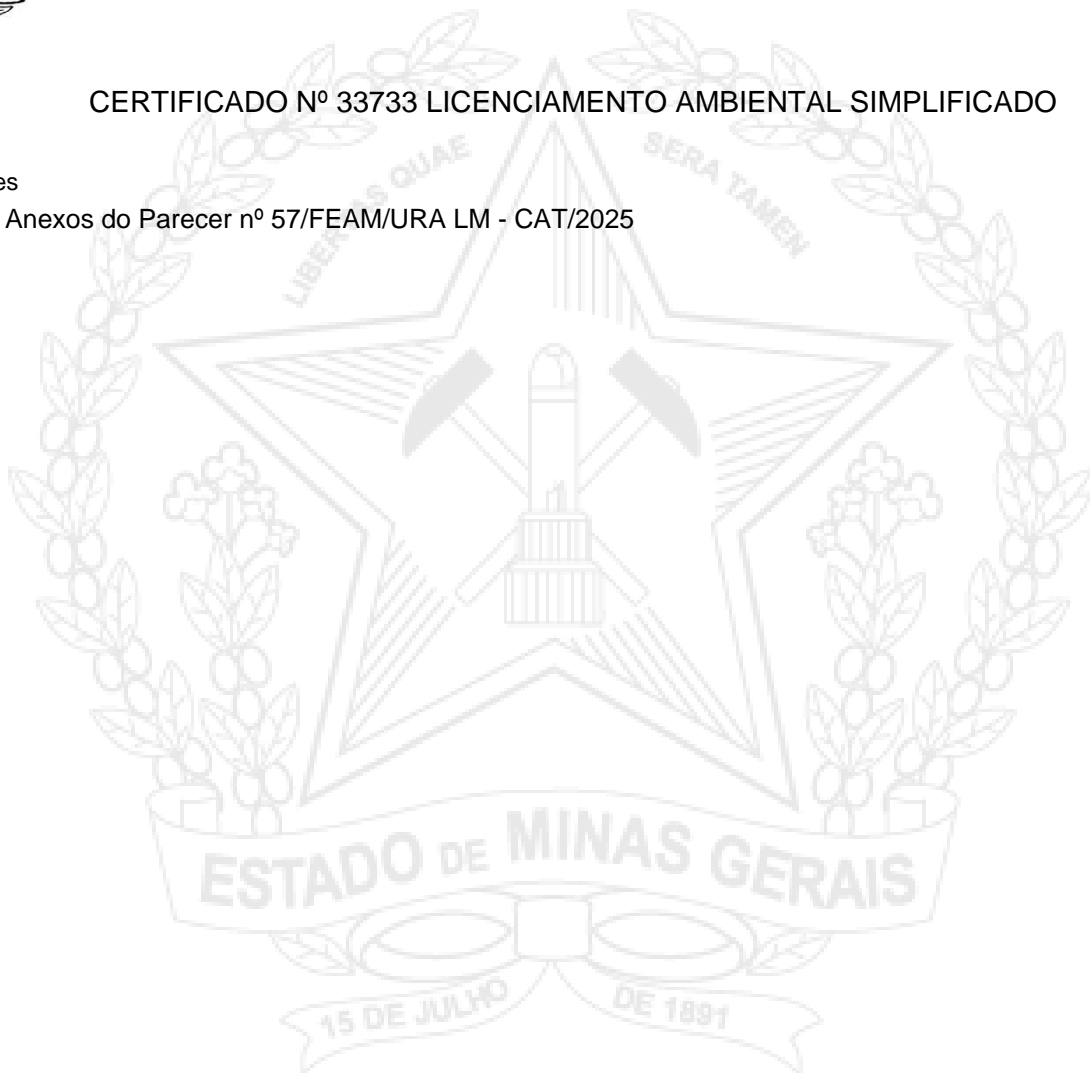 CERTIFICADO Nº 33733 LICENCIAMENTO AMBIENTAL SIMPLIFICADO
es
Anexos do Parecer nº 57/FEAM/URA LM - CAT/2025
LIBERTAS QUAE SERA TAMEN
ESTADO DE MINAS GERAIS
15 DE JULHO DE 1891